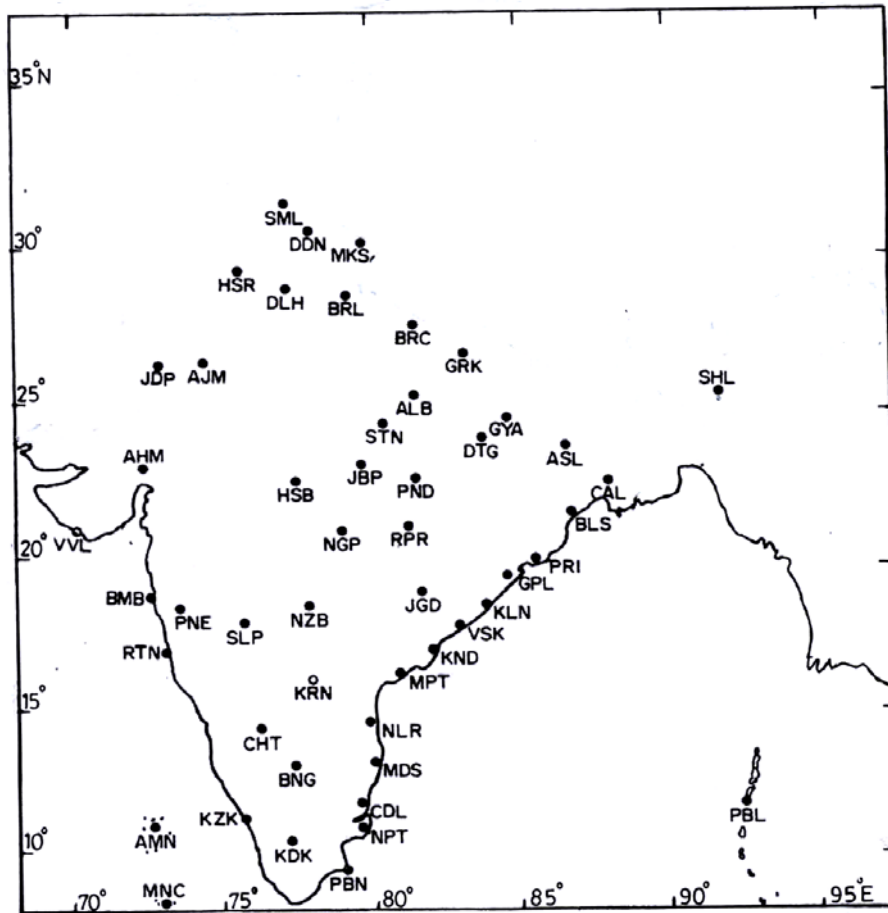 35°N
SML
DDN
30°
MKS
HSR
DLH
BRL
BRC
GRK
JDP
AJM
SHL
25°
ALB
STN
GYA
DTG
ASL
AHM
JBP
HSB
PND
CAL
BLS
VVL
NGP
RPR
20°
PRI
GPL
BMB
PNE
JGD
KLN
SLP
NZB
VSK
RTN
KND
KRN
MPT
15°
NLR
CHT
BNG
MDS
CDL
PBL
KZK
AMN
NPT
10°
KDK
PBN
MNC
70° 75° 80° 85° 90° 95°E